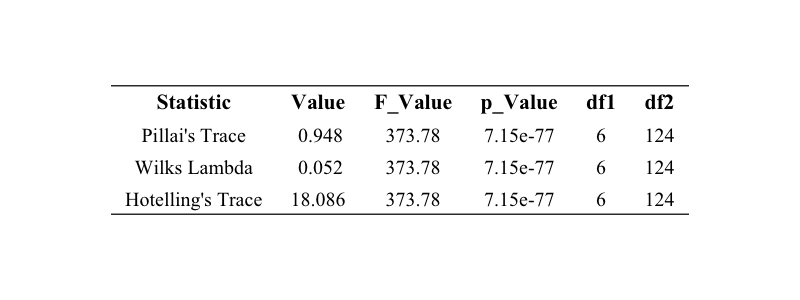 Statistic Value F_Value p_Value df1 df2
Pillai's Trace 0.948 373.78 7.15e-77 6 124
Wilks Lambda 0.052 373.78 7.15e-77 6 124
Hotelling's Trace 18.086 373.78 7.15e-77 6 124